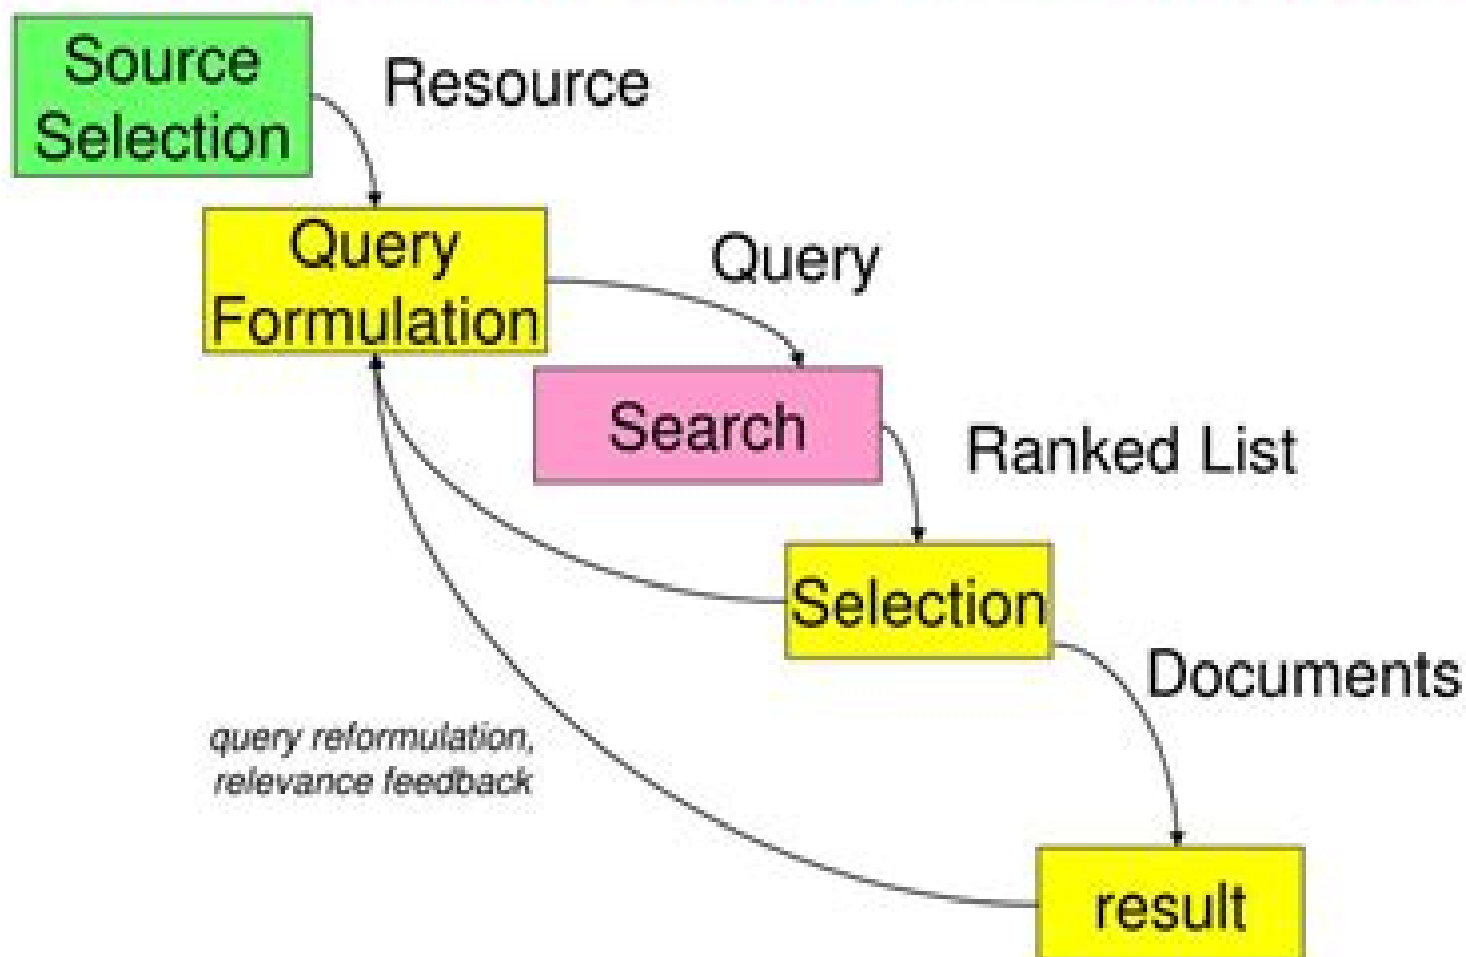 Source
Selection
Resource
Query
Formulation
Query
Search
Ranked List
Selection
Documents
query reformulation,
relevance feedback
result